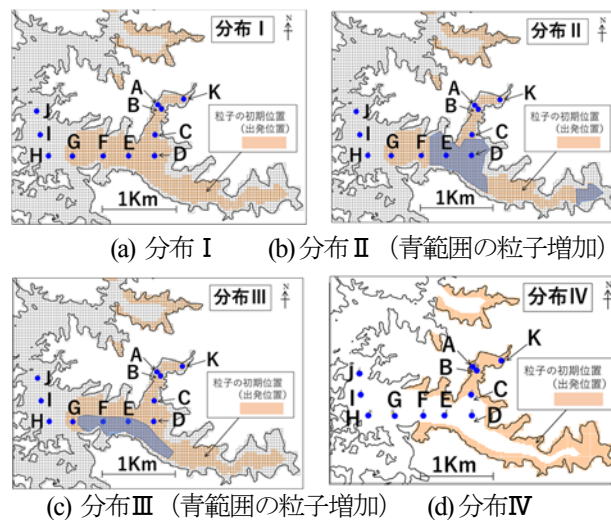 分布Ⅰ
N
A
B
K
J
I
H
G
F
E
C
D
粒子の初期位置
(出発位置)
1Km
(a) 分布Ⅰ
分布Ⅱ
N
A
B
K
J
I
H
G
F
E
C
D
粒子の初期位置
(出発位置)
1Km
(b) 分布Ⅱ (青範囲の粒子増加)
分布Ⅲ
N
A
B
K
J
I
H
G
F
E
C
D
粒子の初期位置
(出発位置)
1Km
(c) 分布Ⅲ (青範囲の粒子増加)
分布Ⅳ
N
A
B
K
J
I
H
G
F
E
C
D
粒子の初期位置
(出発位置)
1Km
(d) 分布Ⅳ